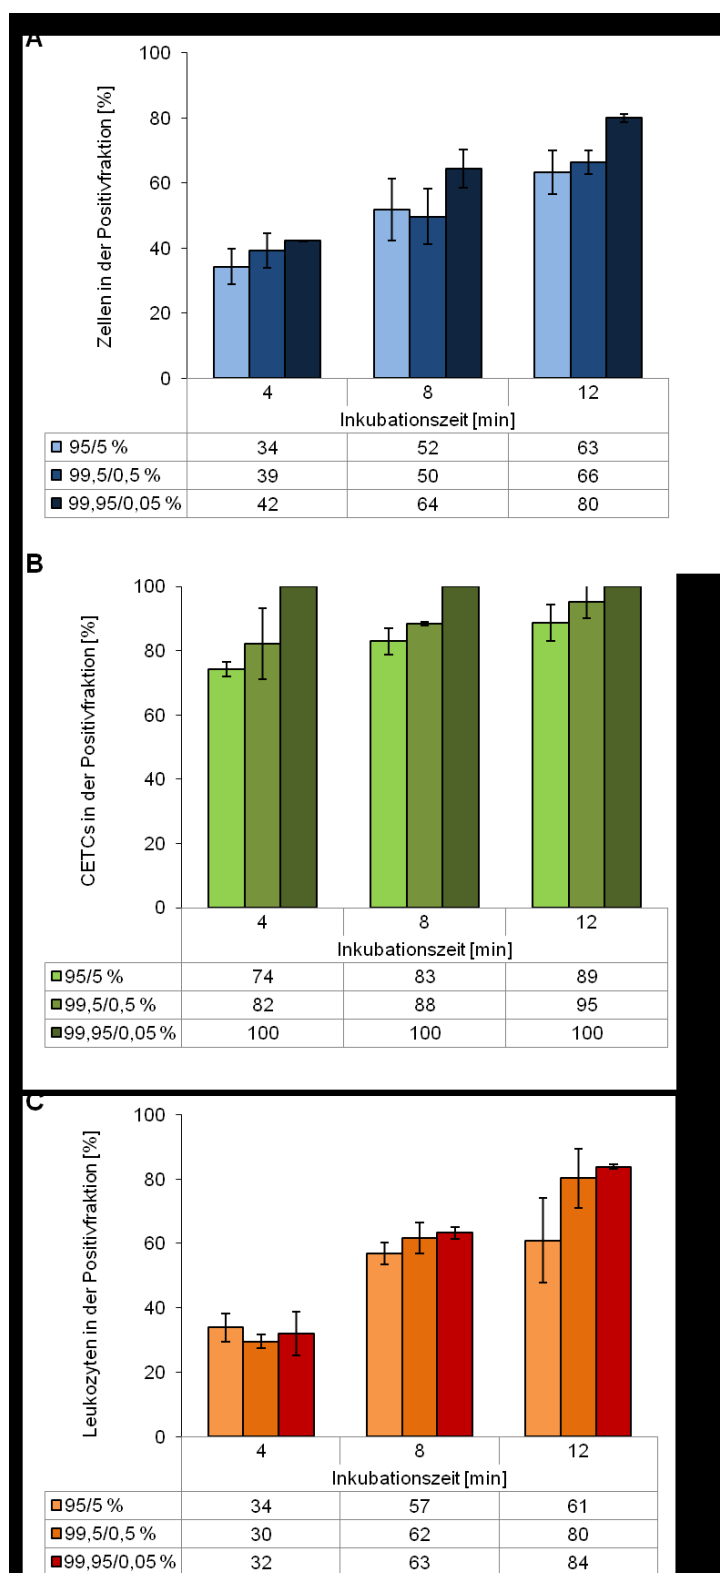 A
Zellen in der Positivfraktion [%]
100
80
60
40
20
0
4 8 12
Inkubationszeit [min]
95/5 % 34 52 63
99,5/0,5 % 39 50 66
99,95/0,05 % 42 64 80
B
CETCs in der Positivfraktion [%]
100
80
60
40
20
0
4 8 12
Inkubationszeit [min]
95/5 % 74 83 89
99,5/0,5 % 82 88 95
99,95/0,05 % 100 100 100
C
Leukozyten in der Positivfraktion [%]
100
80
60
40
20
0
4 8 12
Inkubationszeit [min]
95/5 % 34 57 61
99,5/0,5 % 30 62 80
99,95/0,05 % 32 63 84